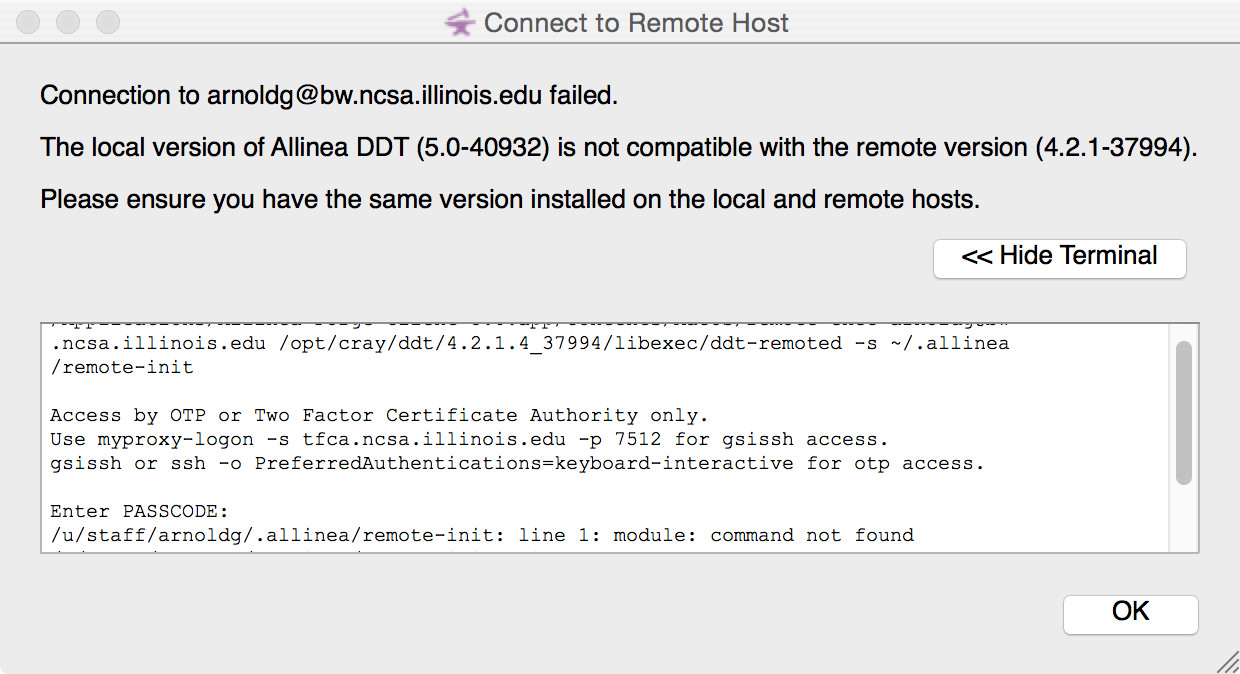 Connect to Remote Host
Connection to arnoldg@bw.ncsa.illinois.edu failed.
The local version of Allinea DDT (5.0-40932) is not compatible with the remote version (4.2.1-37994).
Please ensure you have the same version installed on the local and remote hosts.
<< Hide Terminal
.ncsa.illinois.edu /opt/cray/ddt/4.2.1.4_37994/libexec/ddt-remoted -s ~/.allinea
/remote-init
Access by OTP or Two Factor Certificate Authority only.
Use myproxy-logon -s tfca.ncsa.illinois.edu -p 7512 for gsissh access.
gsissh or ssh -o PreferredAuthentications=keyboard-interactive for otp access.
Enter PASSCODE:
/u/staff/arnoldg/.allinea/remote-init: line 1: module: command not found
OK